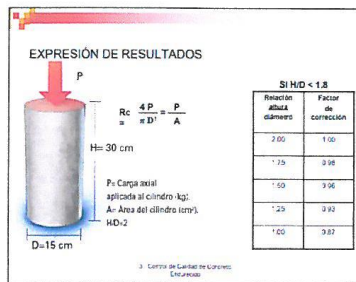 EXPRESIÓN DE RESULTADOS
P
Rc = 4 P / π D² = P / A
H= 30 cm
P= Carga axial
aplicada al cilindro (kg).
A= Área del cilindro (cm²).
H/D=2
D=15 cm
SI H/D < 1.8
Relación altura diámetro | Factor de corrección
2.00 | 1.00
1.75 | 0.98
1.50 | 0.96
1.25 | 0.93
1.00 | 0.87
3. Control de Calidad de Concreto
Endurecido